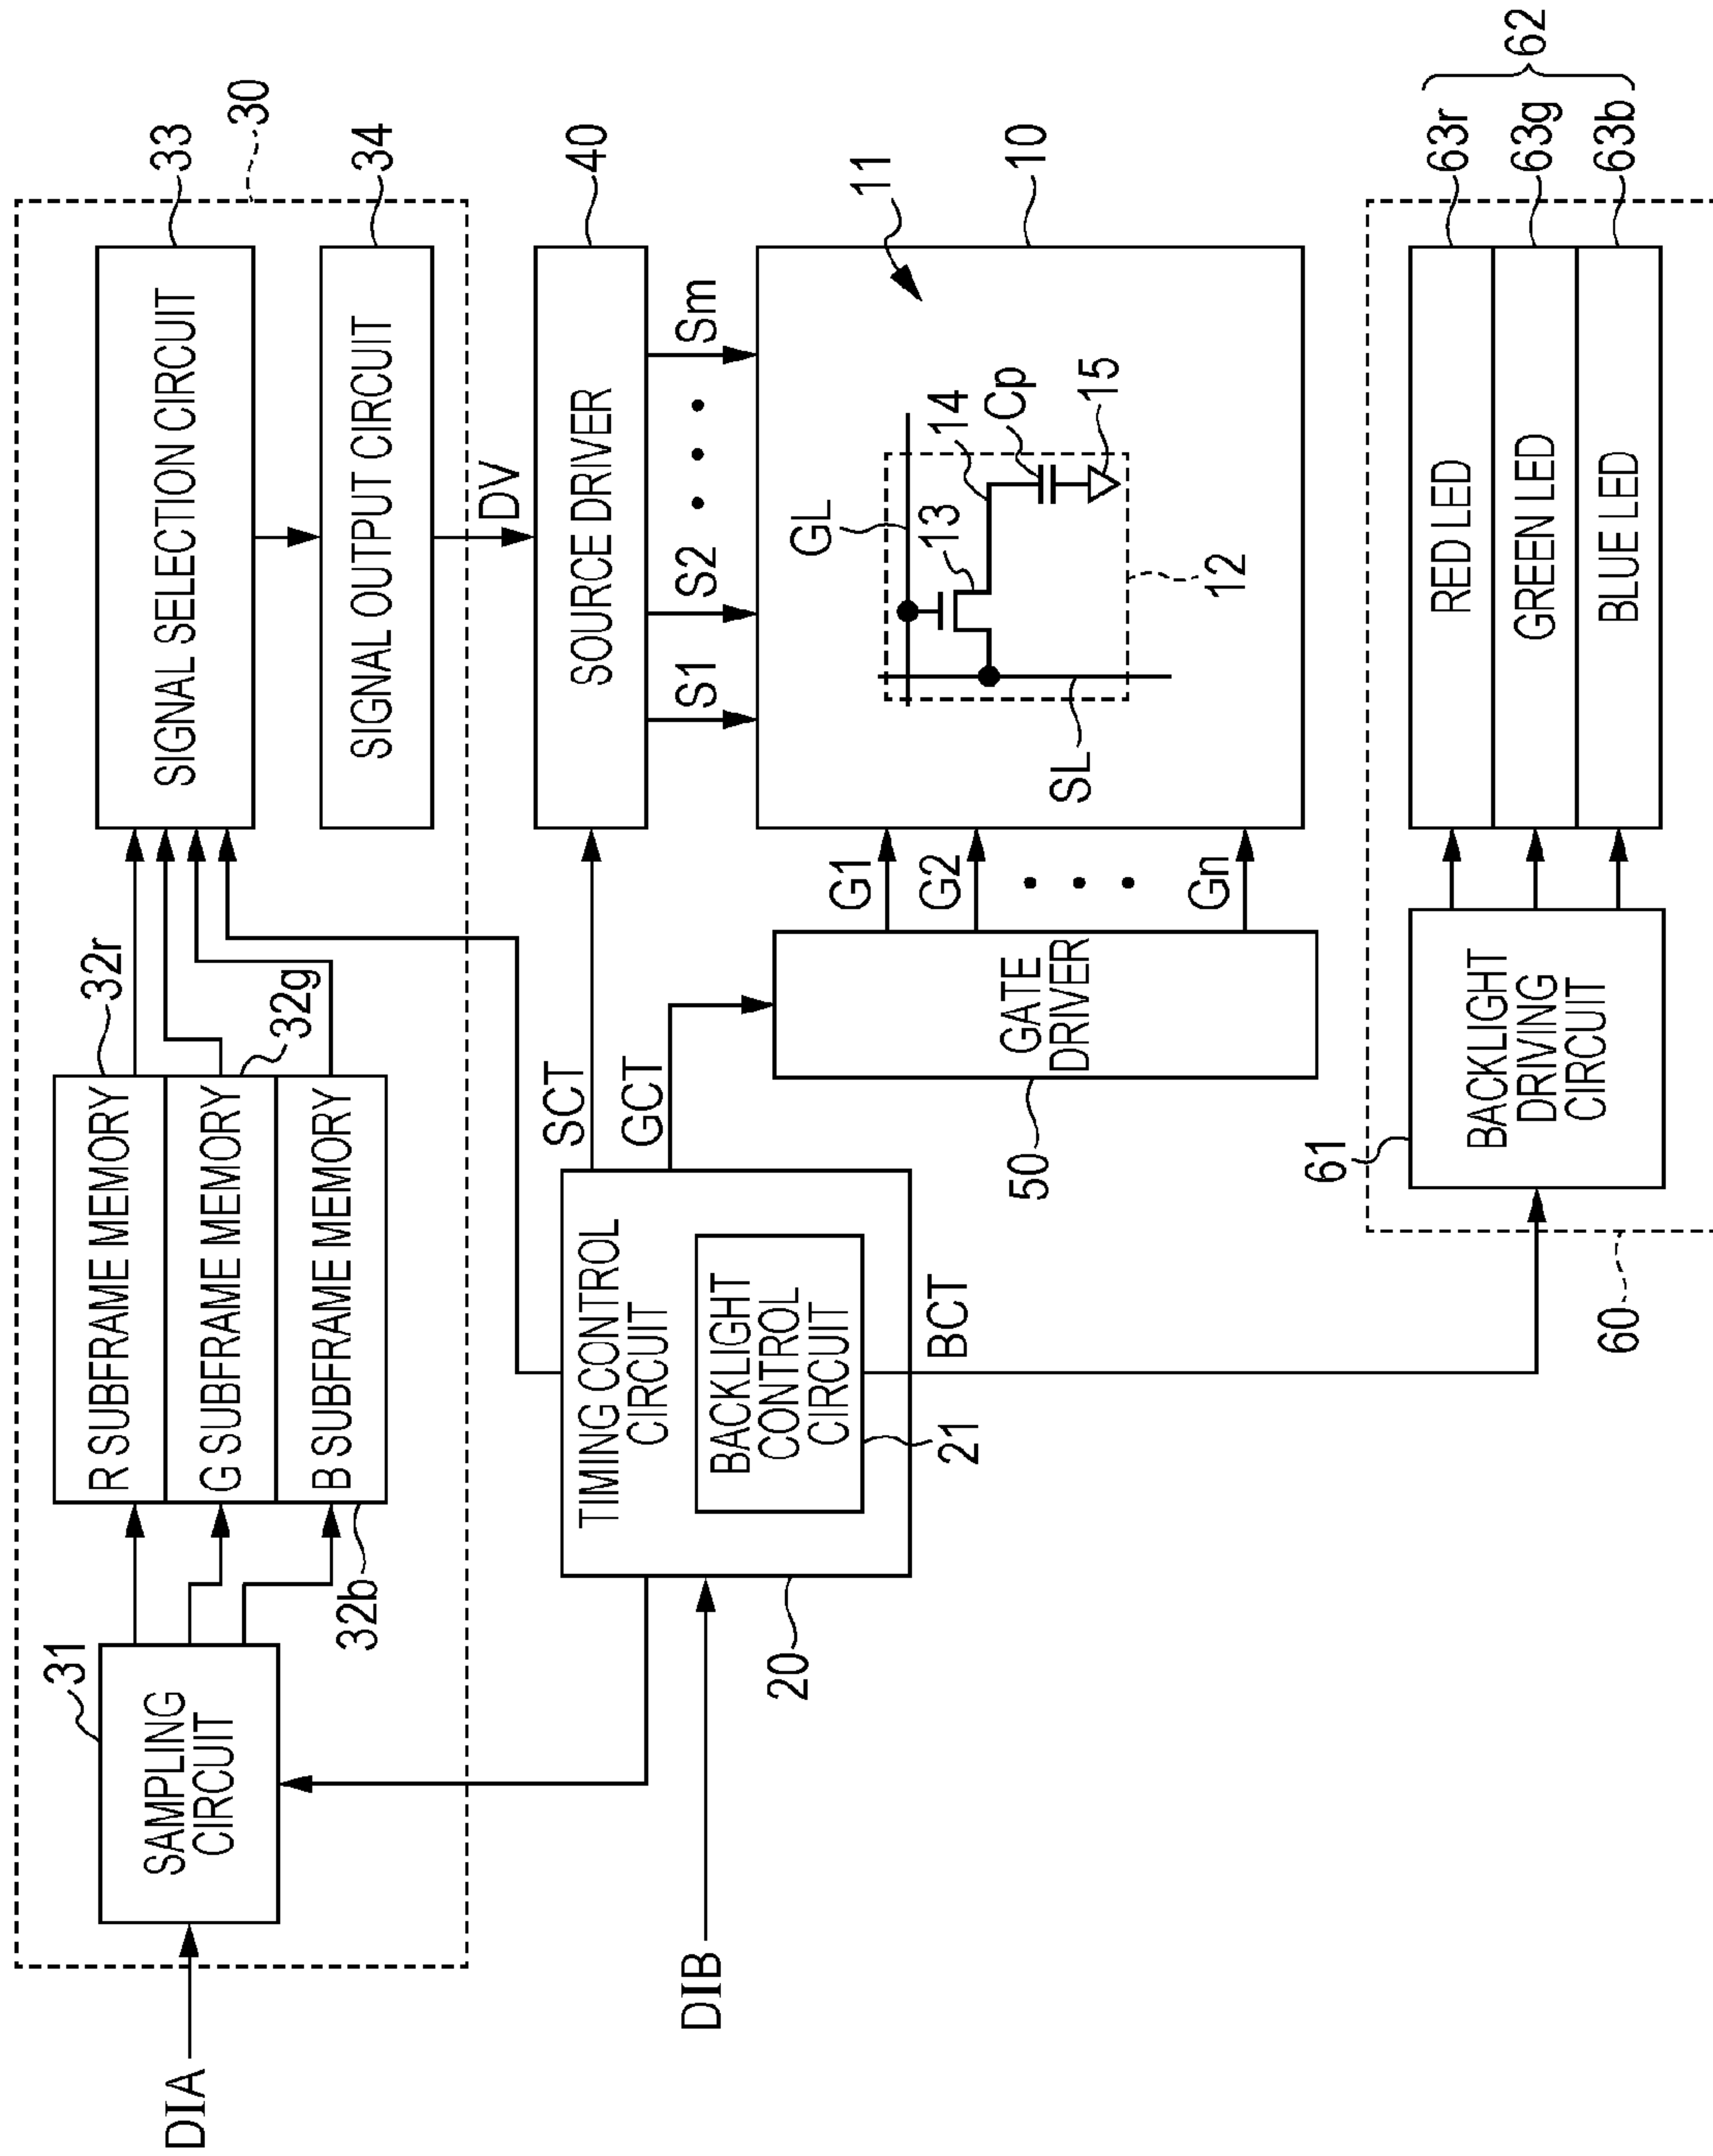 30
31
SAMPLING
CIRCUIT
DIA
R SUBFRAME MEMORY
G SUBFRAME MEMORY
B SUBFRAME MEMORY
32r
32g
32b
SIGNAL SELECTION CIRCUIT
33
SIGNAL OUTPUT CIRCUIT
34
DV
SOURCE DRIVER
40
SCT
GCT
TIMING CONTROL
CIRCUIT
BACKLIGHT
CONTROL
CIRCUIT
21
BCT
20
DIB
S1
S2
• • •
Sm
G1
G2
• • •
Gn
GATE
DRIVER
50
10
11
GL
13
14
Cp
15
12
SL
60
61
BACKLIGHT
DRIVING
CIRCUIT
RED LED
GREEN LED
BLUE LED
63r
63g
63b
62